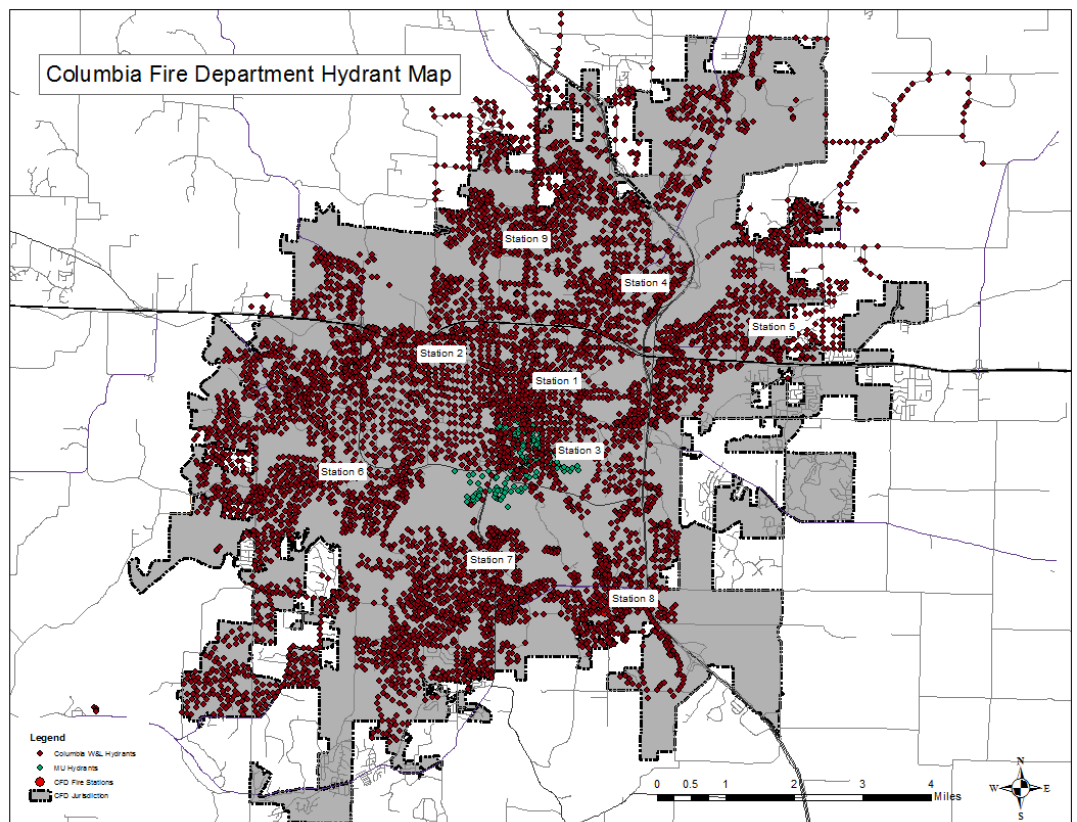 Columbia Fire Department Hydrant Map
Station 9
Station 4
Station 5
Station 2
Station 1
Station 3
Station 6
Station 7
Station 8
Legend
Columbia W&L Hydrants
MU Hydrants
CFD Fire Stations
CFD Jurisdiction
0 0.5 1 2 3 4
Miles
N
W E
S